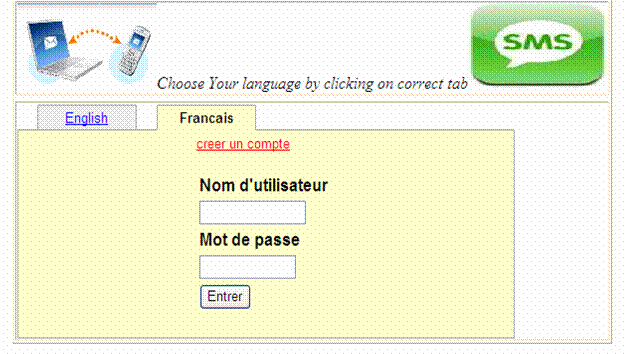 SMS
Choose Your language by clicking on correct tab
English
Francais
creer un compte
Nom d'utilisateur
Mot de passe
Entrer